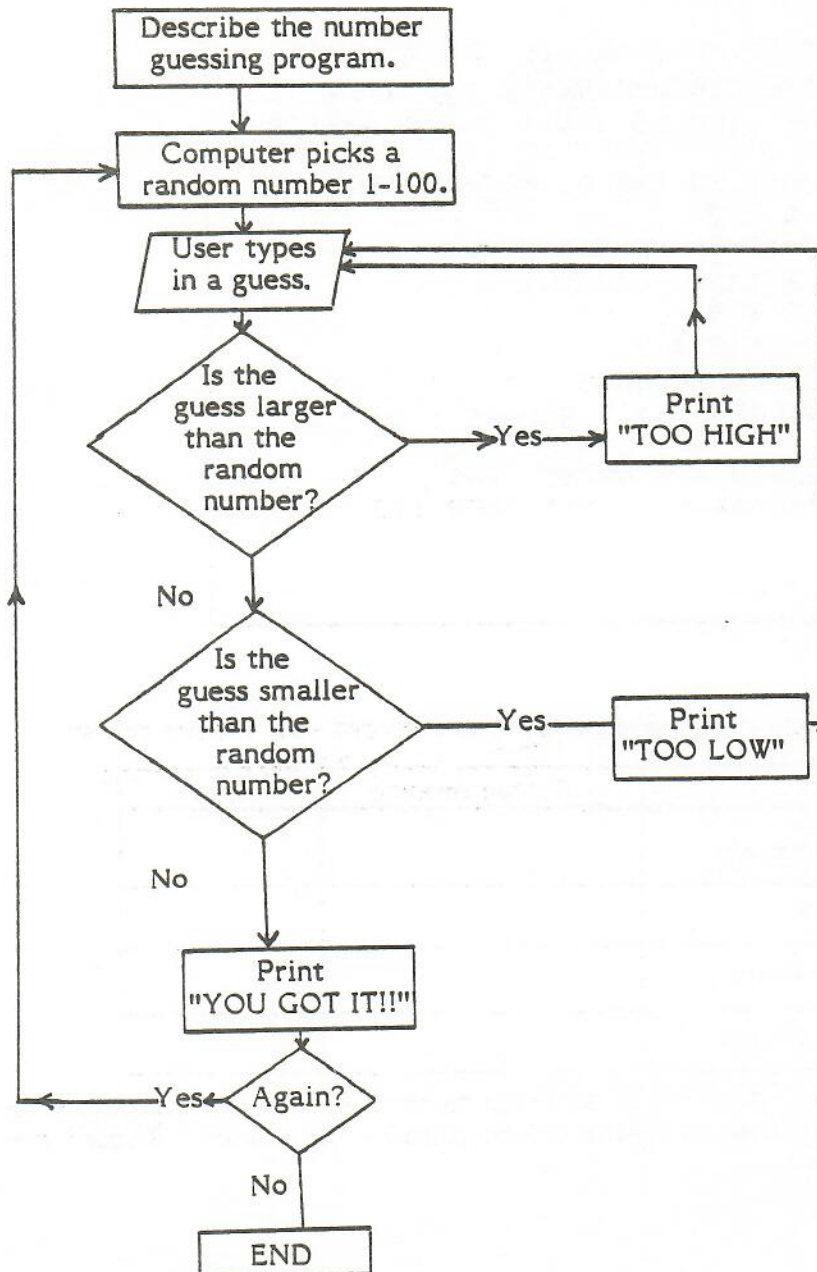 Describe the number
guessing program.
Computer picks a
random number 1-100.
User types
in a guess.
Is the
guess larger
than the
random
number?
Yes
Print
"TOO HIGH"
No
Is the
guess smaller
than the
random
number?
Yes
Print
"TOO LOW"
No
Print
"YOU GOT IT!!"
Again?
Yes
No
END